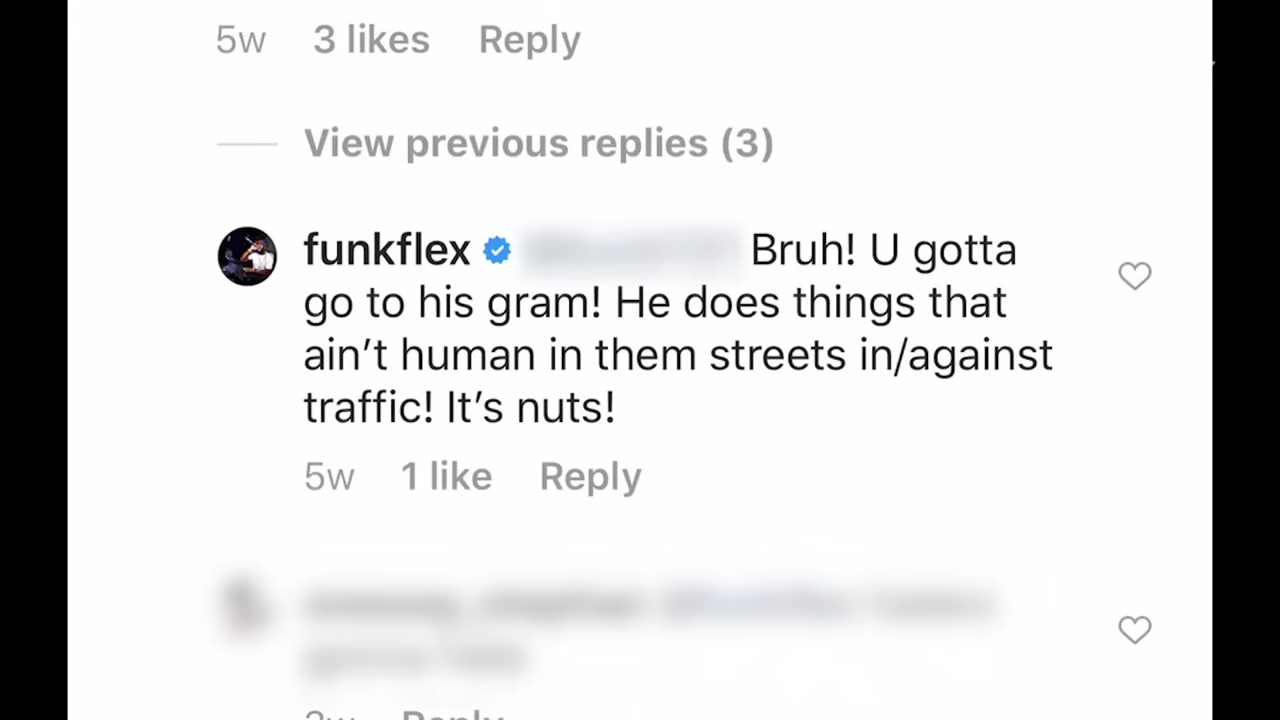 5w 3 likes Reply
View previous replies (3)
funkflex Bruh! U gotta
go to his gram! He does things that
ain't human in them streets in/against
traffic! It's nuts!
5w 1 like Reply
Reply